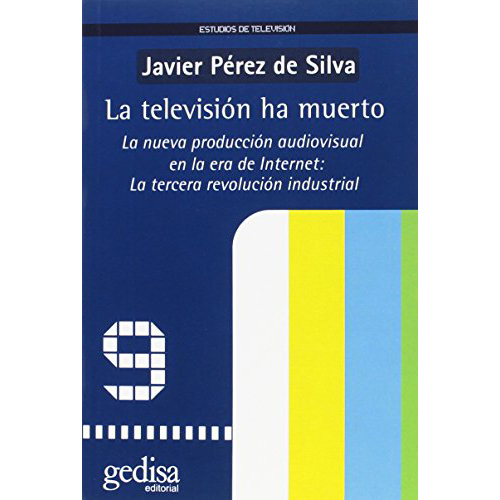 ESTUDIOS DE TELEVISIÓN
Javier Pérez de Silva
La televisión ha muerto
La nueva producción audiovisual
en la era de Internet:
La tercera revolución industrial
9
gedisa
editorial